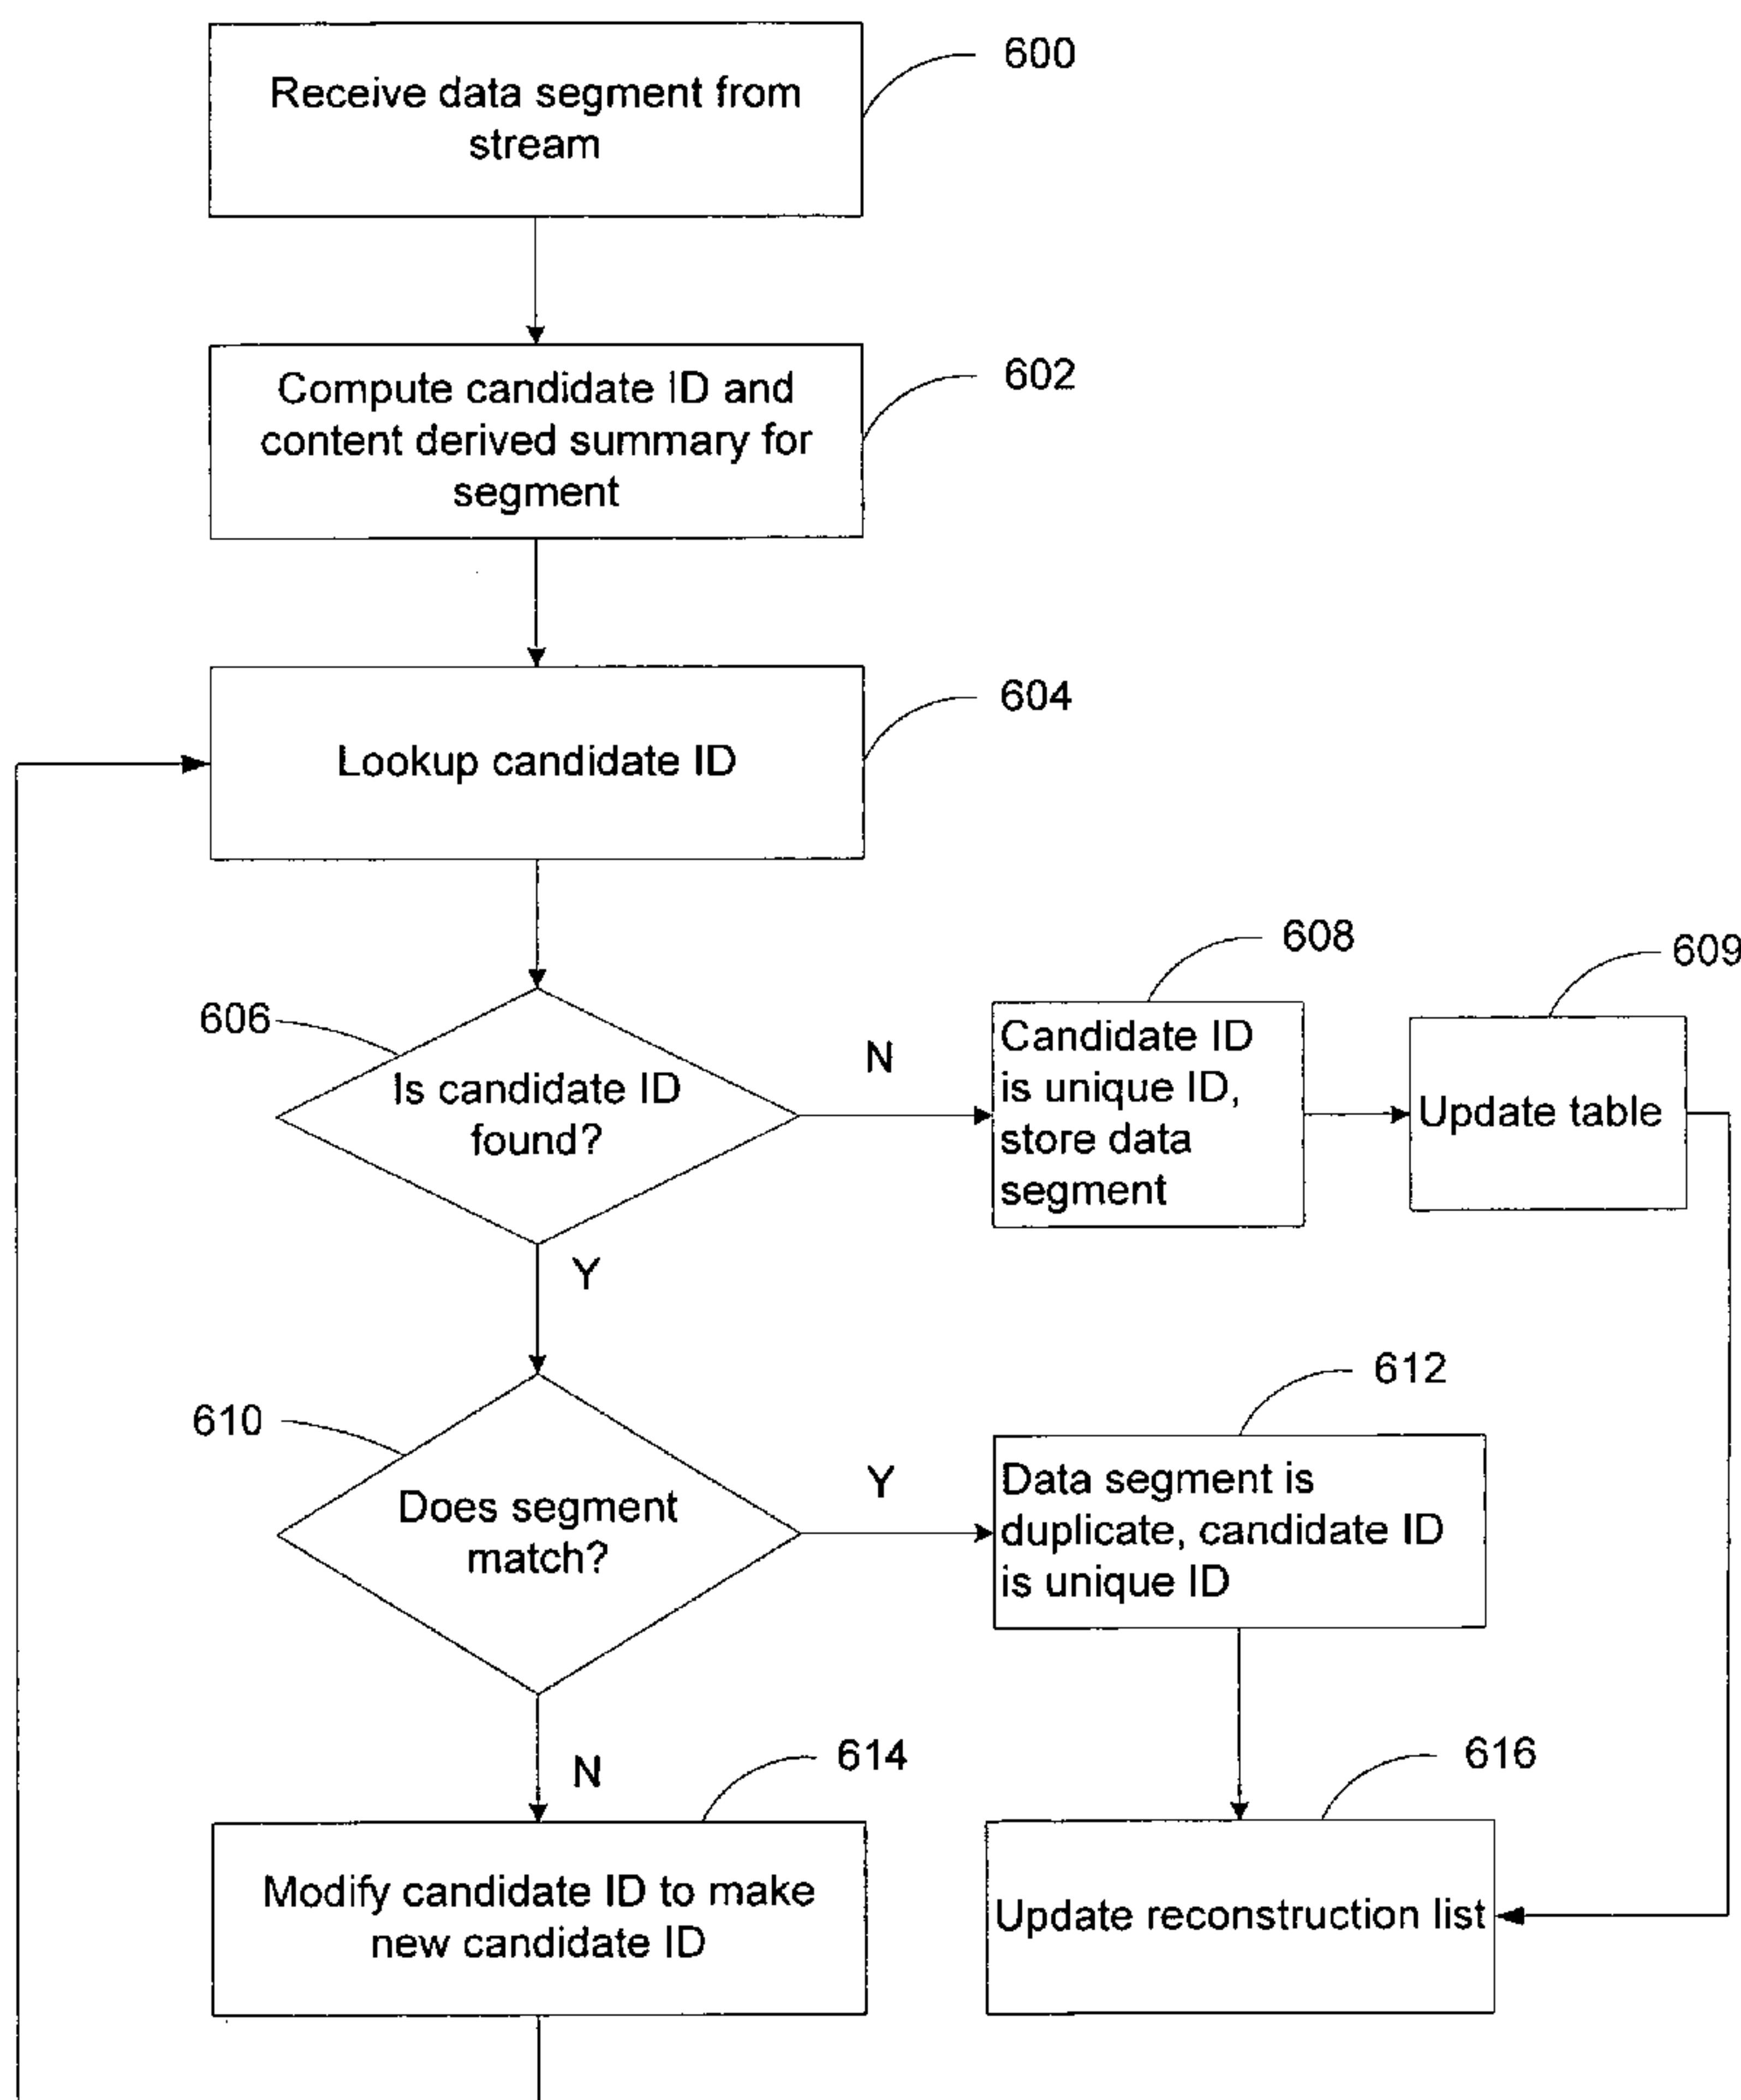 600
Receive data segment from
stream
602
Compute candidate ID and
content derived summary for
segment
604
Lookup candidate ID
606
Is candidate ID
found?
N
608
Candidate ID
is unique ID,
store data
segment
609
Update table
Y
610
Does segment
match?
Y
612
Data segment is
duplicate, candidate ID
is unique ID
N
614
Modify candidate ID to make
new candidate ID
616
Update reconstruction list